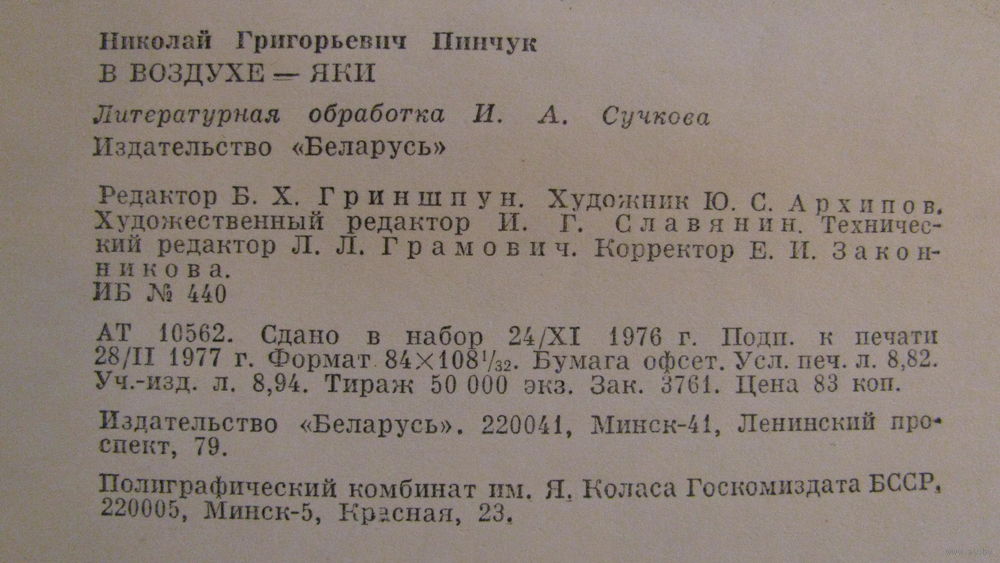 Николай Григорьевич Пинчук
В ВОЗДУХЕ — ЯКИ
Литературная обработка И. А. Сучкова
Издательство «Беларусь»
Редактор Б. Х. Гриншпун. Художник Ю. С. Архипов.
Художественный редактор И. Г. Славянин. Техничес-
кий редактор Л. Л. Грамович. Корректор Е. И. Закон-
никова.
ИБ № 440
АТ 10562. Сдано в набор 24/XI 1976 г. Подп. к печати
28/II 1977 г. Формат 84×108¹/₃₂. Бумага офсет. Усл. печ. л. 8,82.
Уч.-изд. л. 8,94. Тираж 50 000 экз. Зак. 3761. Цена 83 коп.
Издательство «Беларусь». 220041, Минск-41, Ленинский про-
спект, 79.
Полиграфический комбинат им. Я. Коласа Госкомиздата БССР.
220005, Минск-5, Красная, 23.